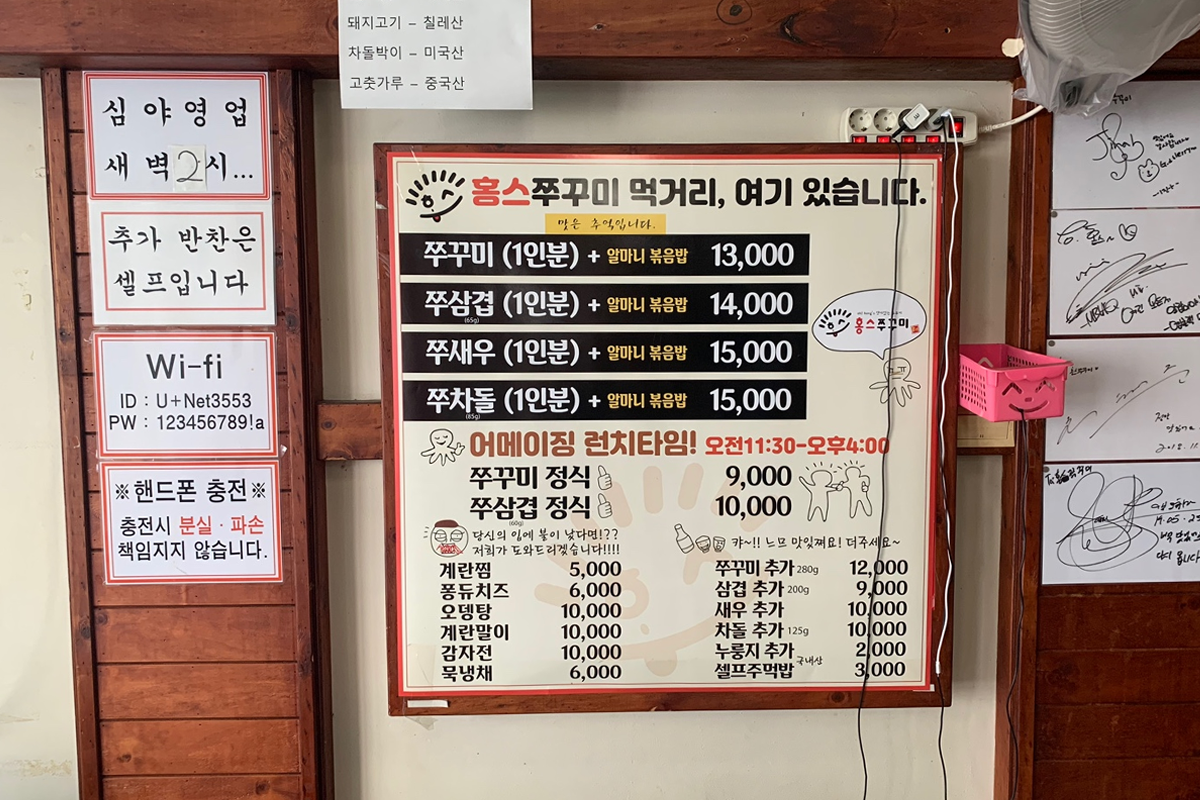 돼지고기 – 칠레산
차돌박이 – 미국산
고춧가루 – 중국산
심야영업
새벽2시...
추가 반찬은
셀프입니다
Wi-fi
ID : U+Net3553
PW : 123456789!a
※핸드폰 충전※
충전시 분실 · 파손
책임지지 않습니다.
홍스쭈꾸미 먹거리, 여기 있습니다.
맛은 추억입니다.
쭈꾸미 (1인분) + 알마니 볶음밥 13,000
쭈삼겹 (1인분) + 알마니 볶음밥 14,000
(65g)
쭈새우 (1인분) + 알마니 볶음밥 15,000
쭈차돌 (1인분) + 알마니 볶음밥 15,000
(85g)
홍스쭈꾸미
어메이징 런치타임! 오전11:30-오후4:00
쭈꾸미 정식 9,000
쭈삼겹 정식 10,000
(60g)
당신의 입에 불이 났다면!??
저희가 도와드리겠습니다!!!!
계란찜 5,000
퐁듀치즈 6,000
오뎅탕 10,000
계란말이 10,000
감자전 10,000
묵냉채 6,000
캬~!! 느므 맛있쪄요! 더주세요~
쭈꾸미 추가 280g 12,000
삼겹 추가 200g 9,000
새우 추가 10,000
차돌 추가 125g 10,000
누룽지 추가 2,000
국내산
셀프주먹밥 3,000